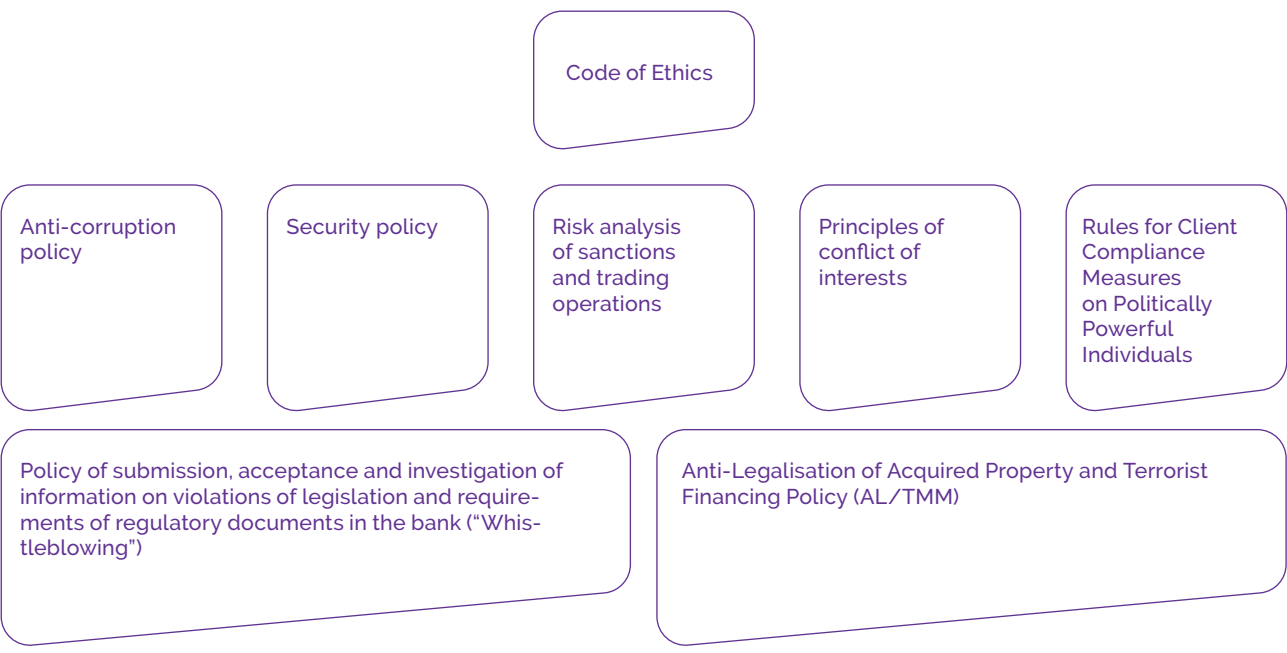 Code of Ethics
Anti-corruption
policy
Security policy
Risk analysis
of sanctions
and trading
operations
Principles of
conflict of
interests
Rules for Client
Compliance
Measures
on Politically
Powerful
Individuals
Policy of submission, acceptance and investigation of
information on violations of legislation and require-
ments of regulatory documents in the bank (“Whis-
tleblowing”)
Anti-Legalisation of Acquired Property and Terrorist
Financing Policy (AL/TMM)